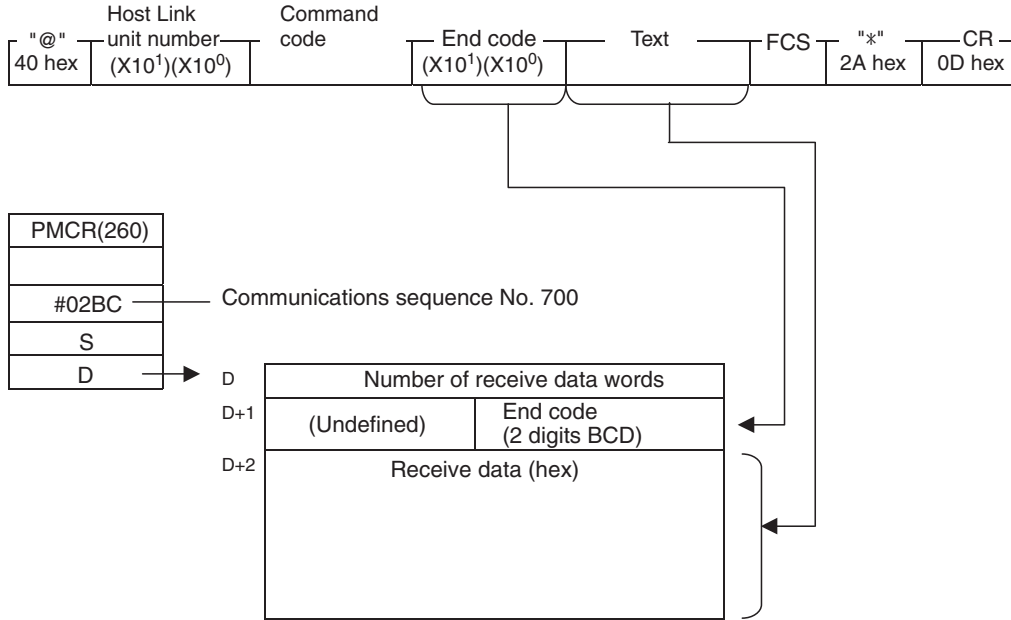 "@"
40 hex
Host Link
unit number
(X10¹)(X10⁰)
Command
code
End code
(X10¹)(X10⁰)
Text
FCS
"*"
2A hex
CR
0D hex
PMCR(260)
#02BC
Communications sequence No. 700
S
D
D
Number of receive data words
D+1
(Undefined)
End code
(2 digits BCD)
D+2
Receive data (hex)